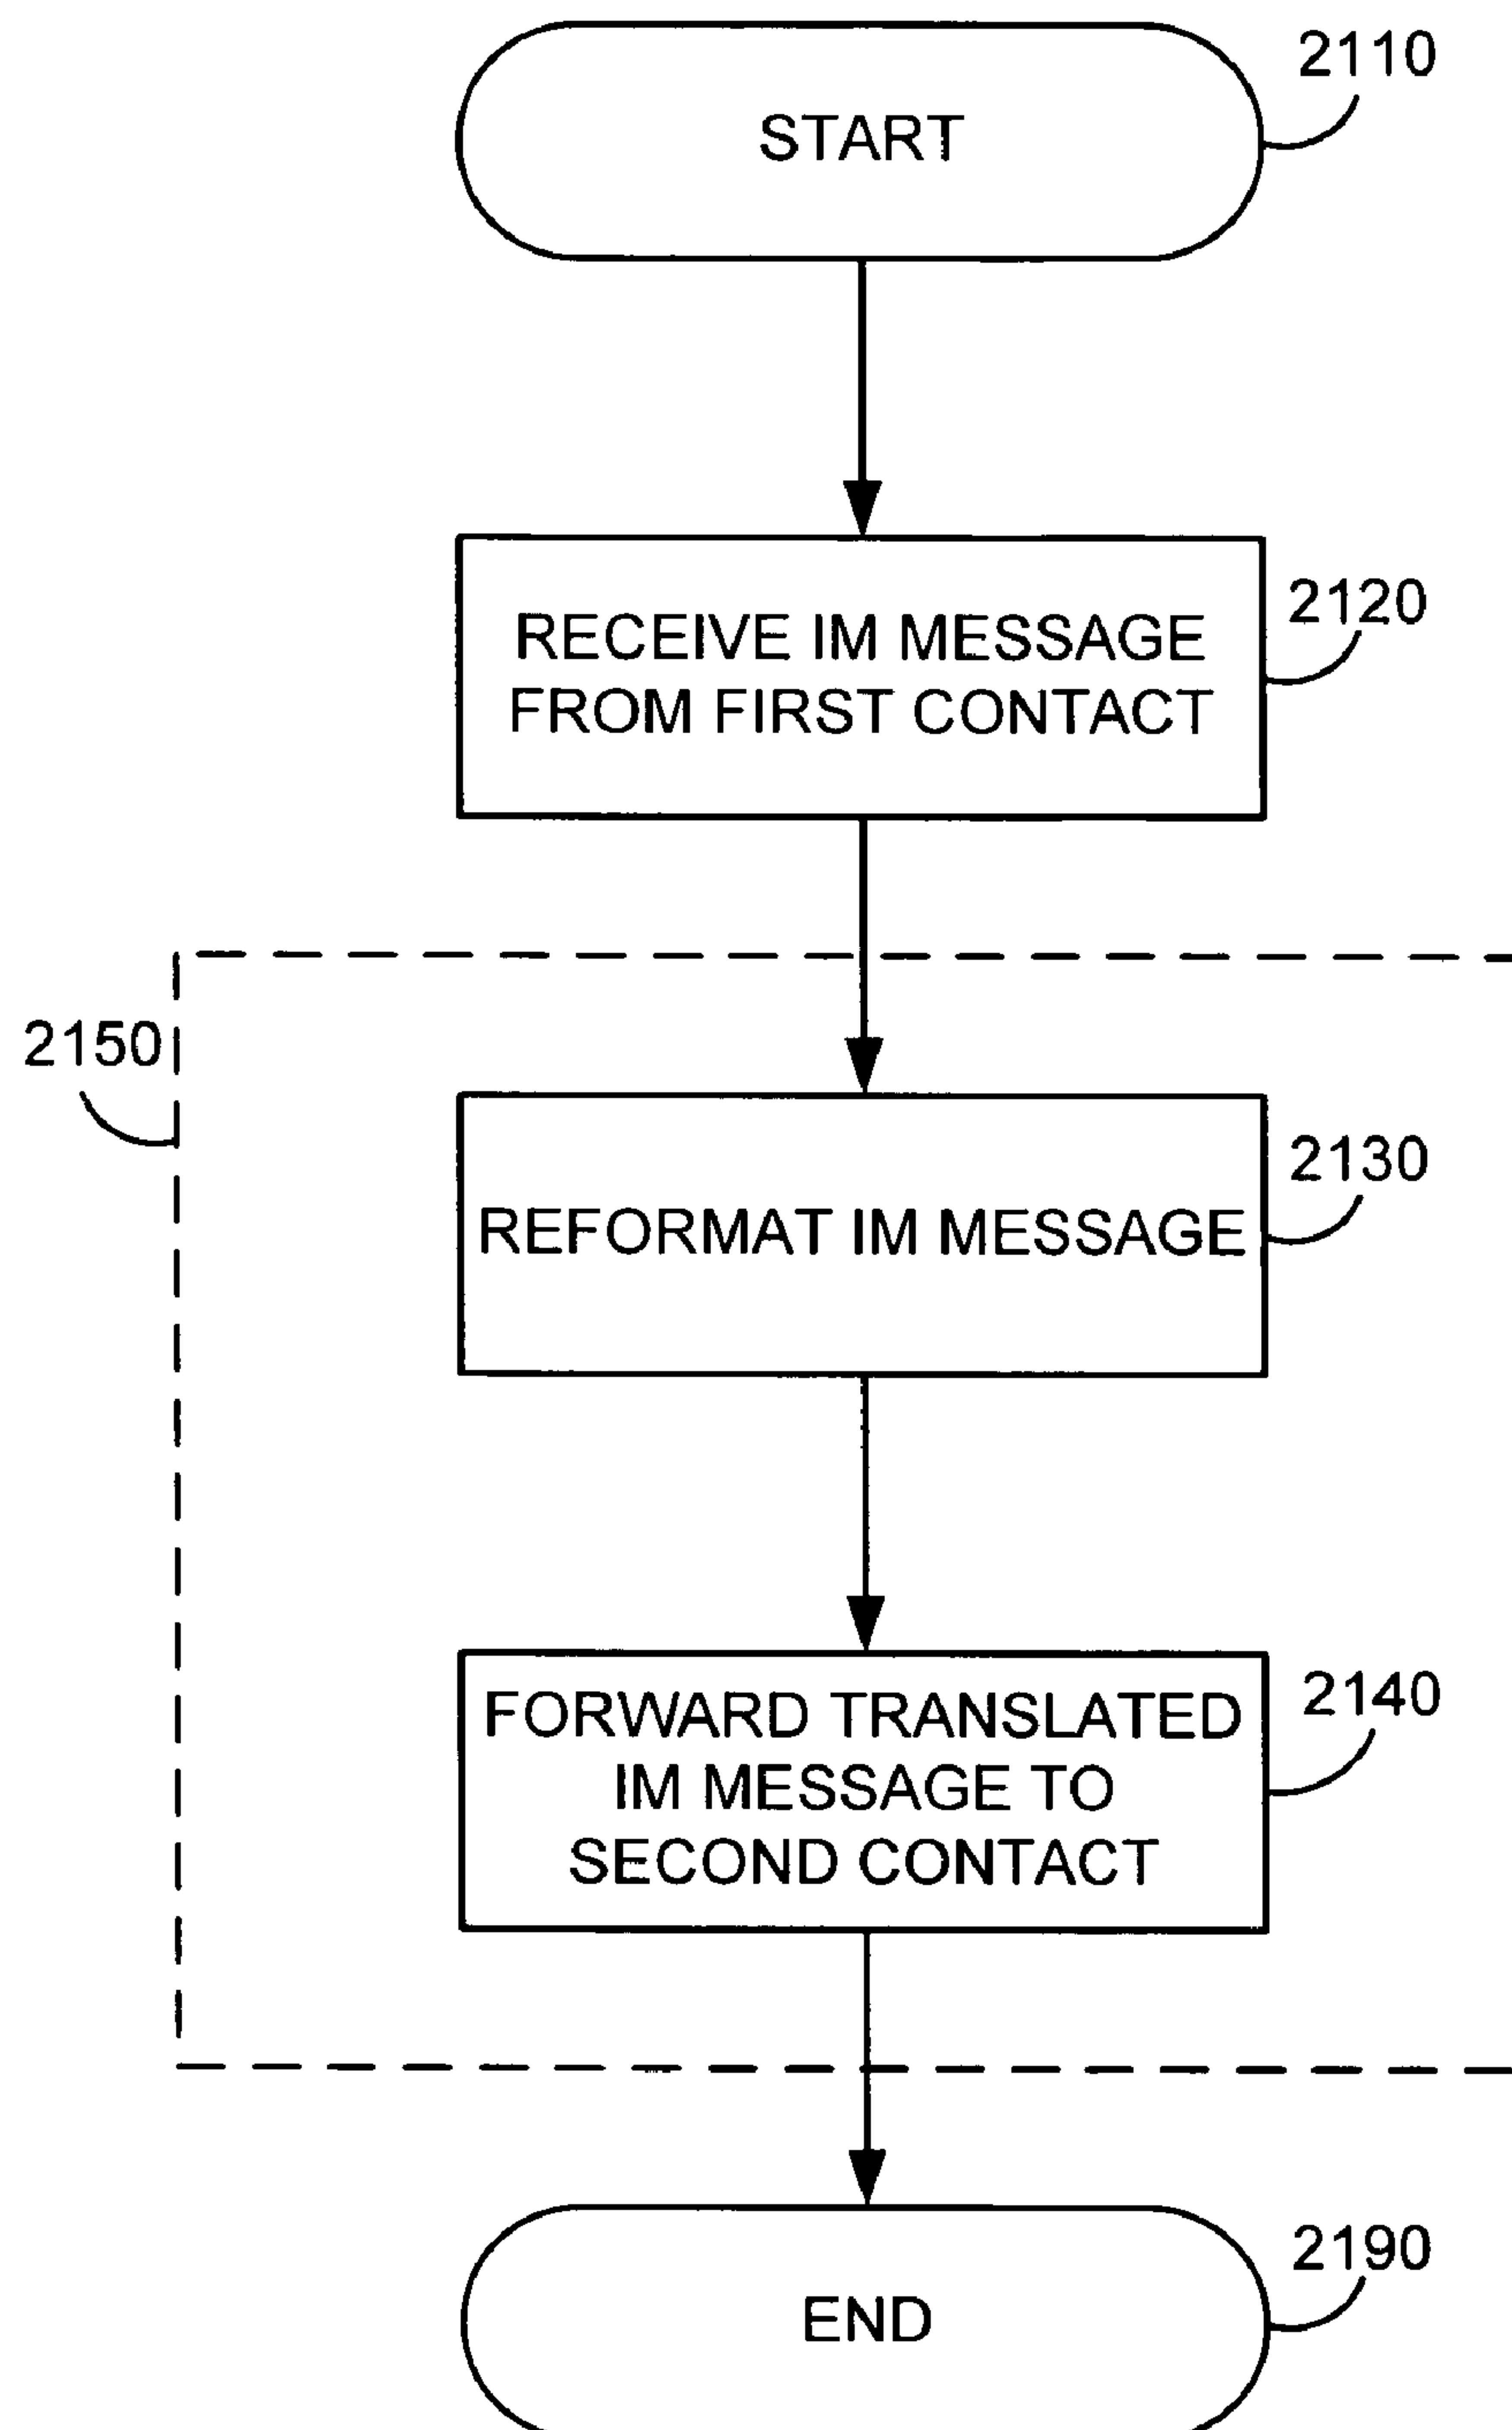 2110
START
2120
RECEIVE IM MESSAGE
FROM FIRST CONTACT
2150
2130
REFORMAT IM MESSAGE
2140
FORWARD TRANSLATED
IM MESSAGE TO
SECOND CONTACT
2190
END